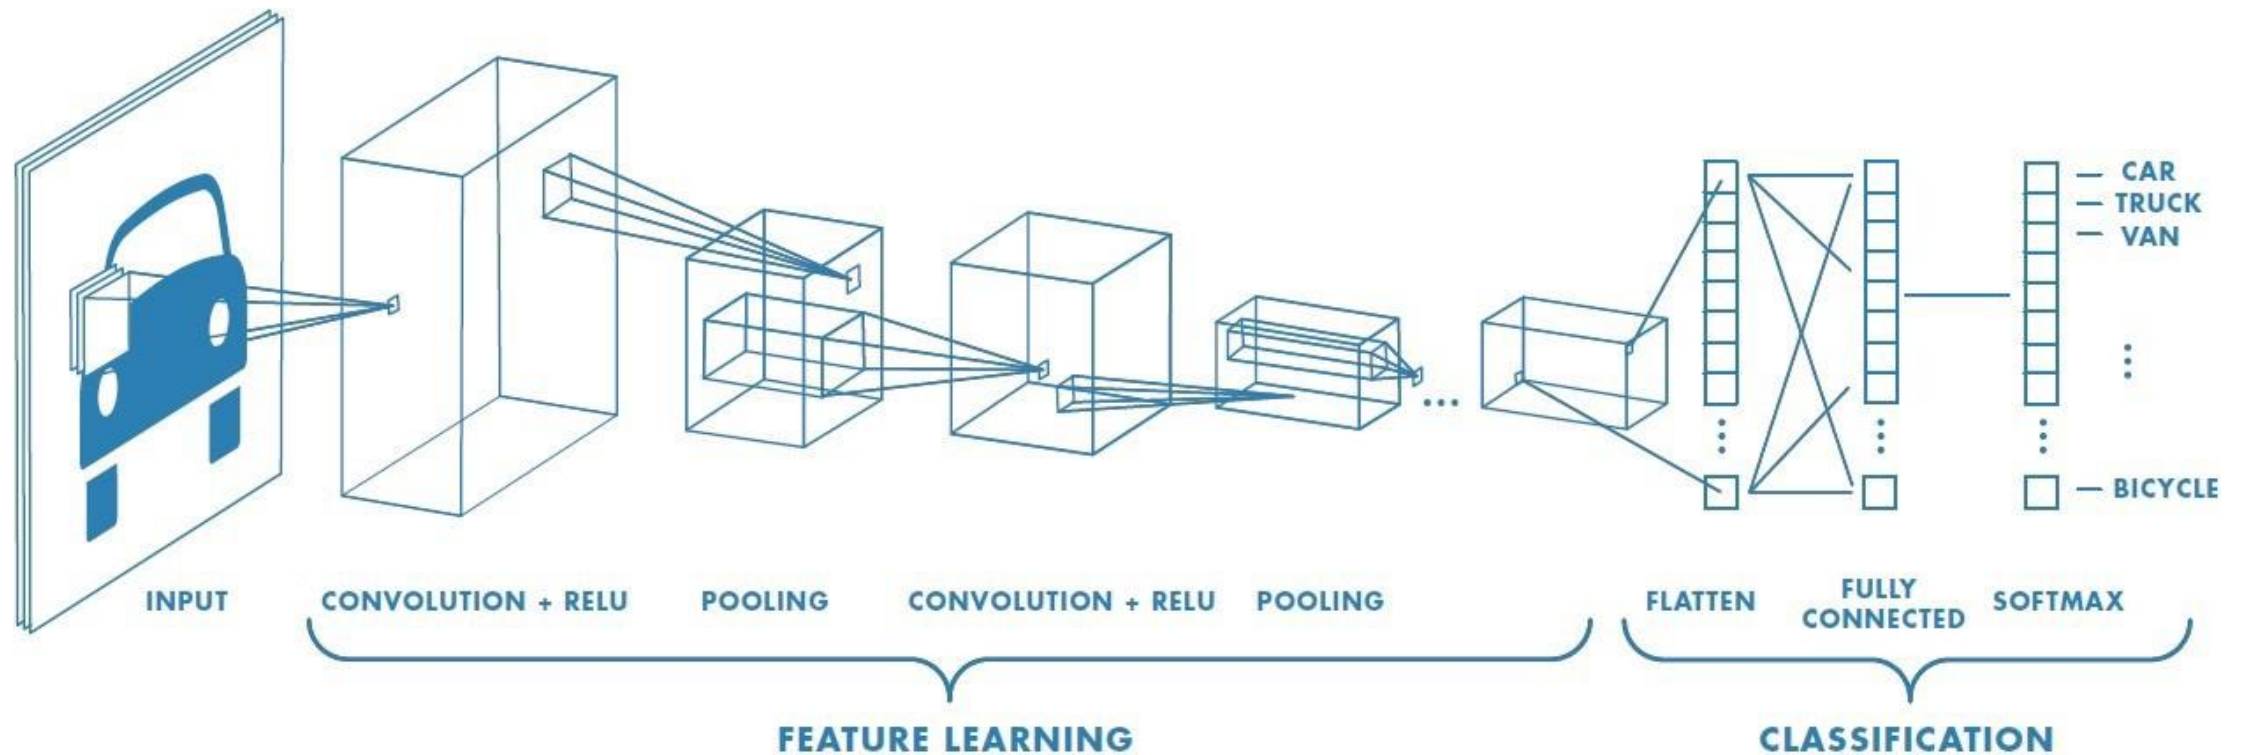 CAR
TRUCK
VAN
BICYCLE
INPUT
CONVOLUTION + RELU
POOLING
CONVOLUTION + RELU
POOLING
FLATTEN
FULLY
CONNECTED
SOFTMAX
FEATURE LEARNING
CLASSIFICATION